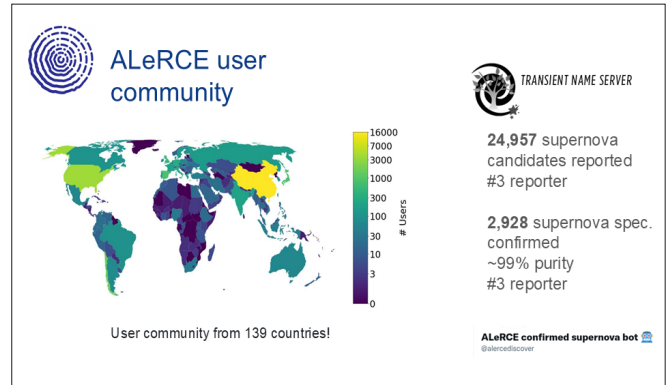 ALeRCE user
community
TRANSIENT NAME SERVER
24,957 supernova
candidates reported
#3 reporter
2,928 supernova spec.
confirmed
~99% purity
#3 reporter
16000
7000
3000
1000
300
100
30
10
3
0
# Users
User community from 139 countries!
ALeRCE confirmed supernova bot
@alercediscover